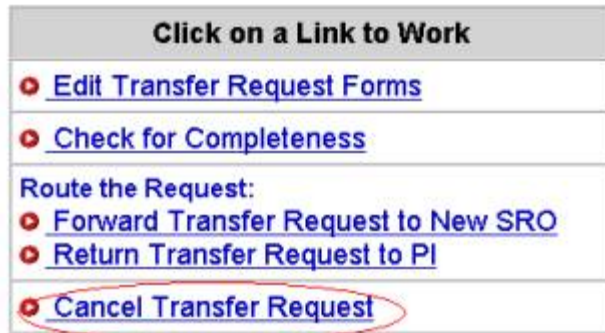 Click on a Link to Work
Edit Transfer Request Forms
Check for Completeness
Route the Request:
Forward Transfer Request to New SRO
Return Transfer Request to PI
Cancel Transfer Request